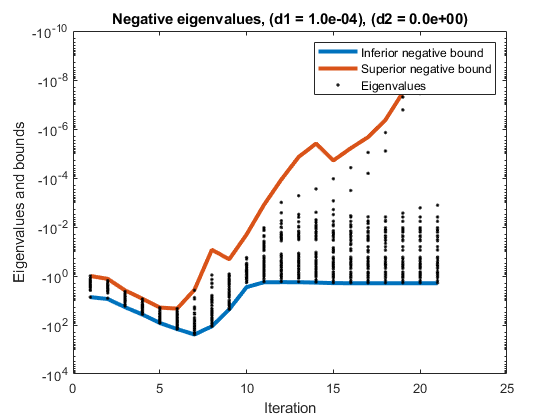 Negative eigenvalues, (d1 = 1.0e-04), (d2 = 0.0e+00)
-10^-10
-10^-8
-10^-6
-10^-4
-10^-2
-10^0
-10^2
-10^4
Eigenvalues and bounds
Inferior negative bound
Superior negative bound
Eigenvalues
0 5 10 15 20 25
Iteration